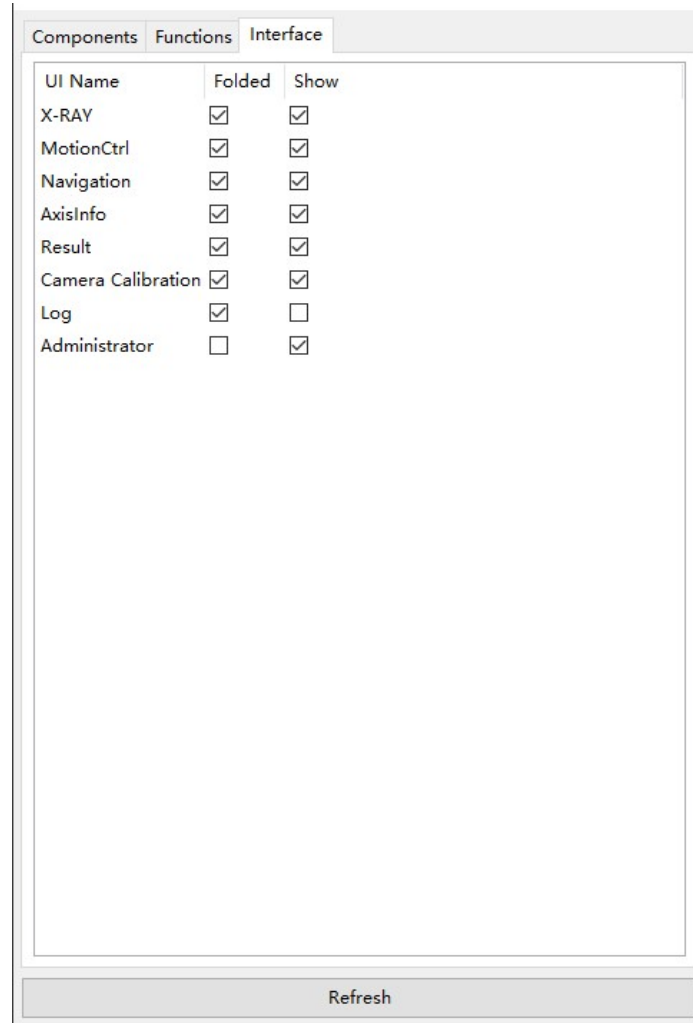 Components Functions Interface
UI Name Folded Show
X-RAY
MotionCtrl
Navigation
AxisInfo
Result
Camera Calibration
Log
Administrator
Refresh